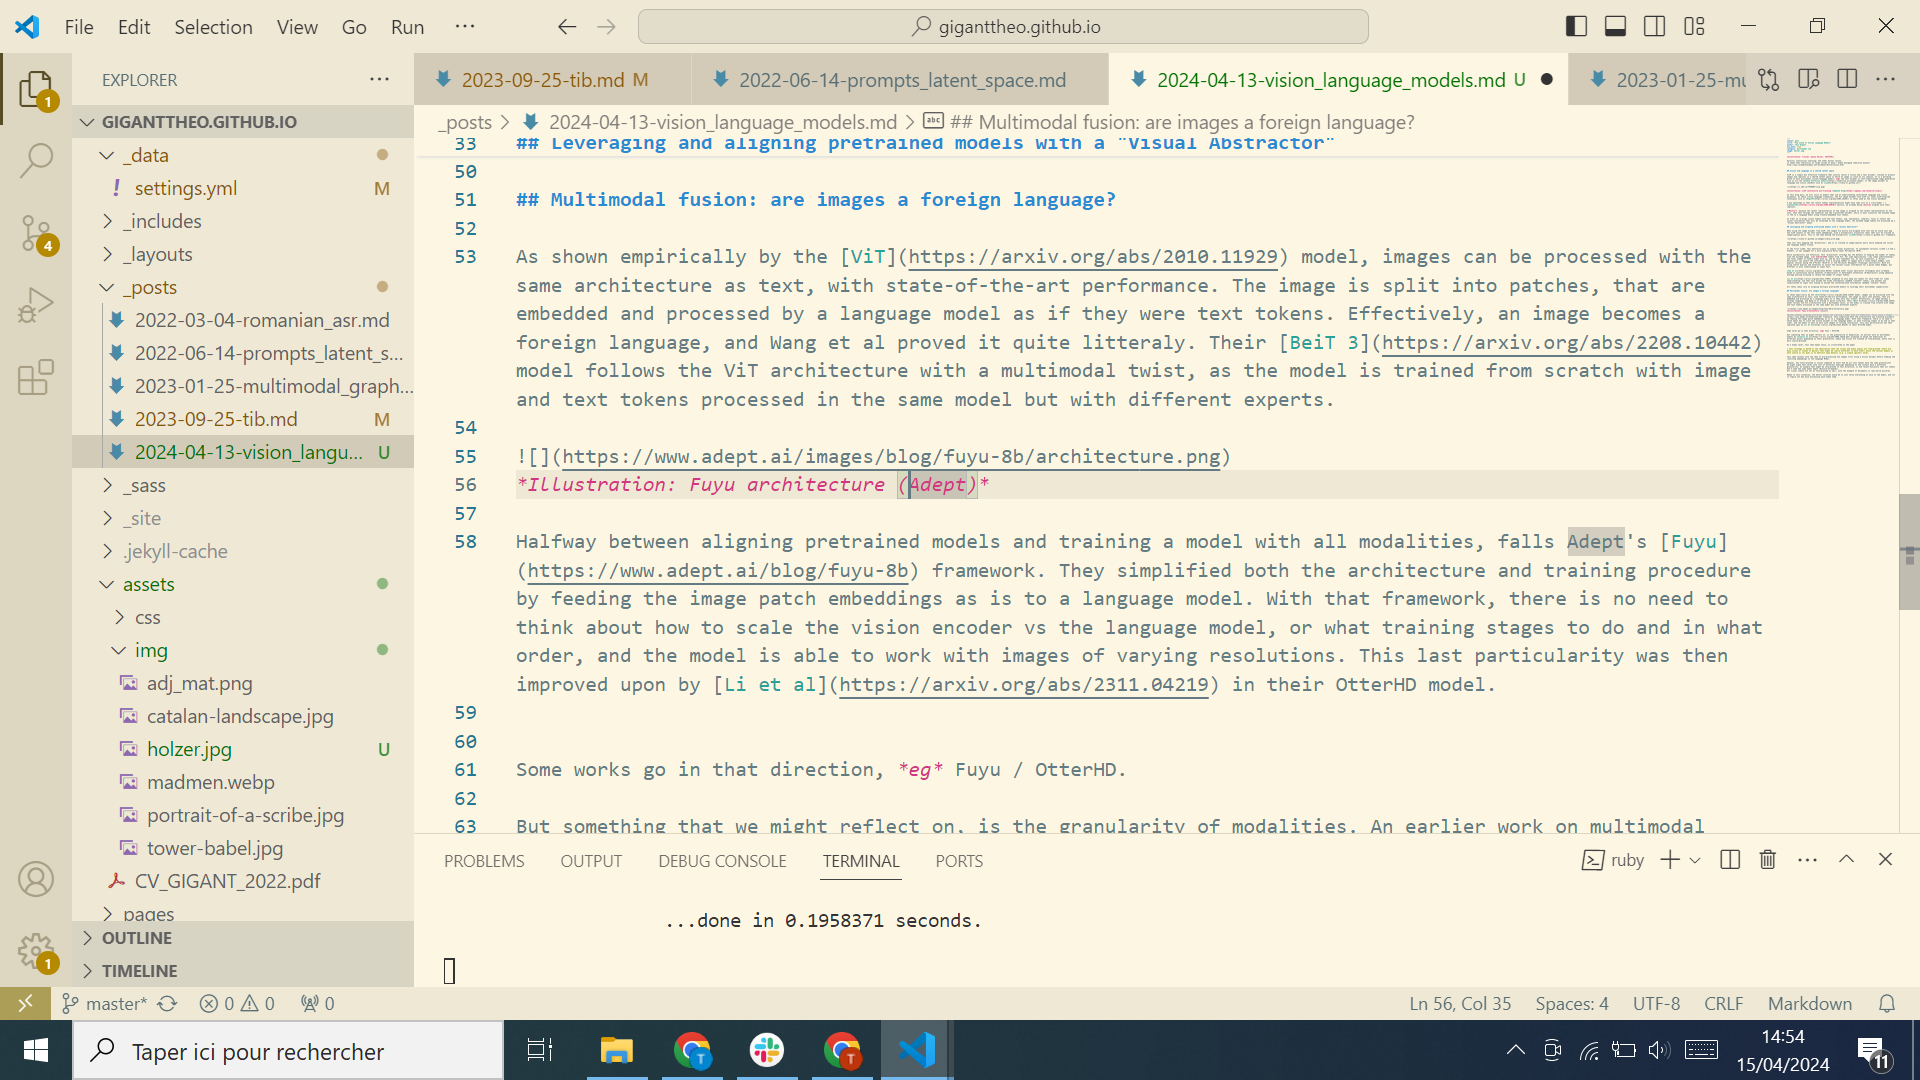 File Edit Selection View Go Run ···
giganttheo.github.io
EXPLORER
1
GIGANTTHEO.GITHUB.IO
_data
! settings.yml M
_includes
4
_layouts
_posts
2022-03-04-romanian_asr.md
2022-06-14-prompts_latent_s...
2023-01-25-multimodal_graph...
2023-09-25-tib.md M
2024-04-13-vision_langu... U
_sass
_site
.jekyll-cache
assets
css
img
adj_mat.png
catalan-landscape.jpg
holzer.jpg U
madmen.webp
portrait-of-a-scribe.jpg
tower-babel.jpg
CV_GIGANT_2022.pdf
pages
OUTLINE
1
TIMELINE
2023-09-25-tib.md M 2022-06-14-prompts_latent_space.md 2024-04-13-vision_language_models.md U 2023-01-25-mu
_posts > 2024-04-13-vision_language_models.md > abc ## Multimodal fusion: are images a foreign language?
33 ## Leveraging and aligning pretrained models with a "Visual Abstractor"
50
51 ## Multimodal fusion: are images a foreign language?
52
53 As shown empirically by the [ViT](https://arxiv.org/abs/2010.11929) model, images can be processed with the
same architecture as text, with state-of-the-art performance. The image is split into patches, that are
embedded and processed by a language model as if they were text tokens. Effectively, an image becomes a
foreign language, and Wang et al proved it quite litteraly. Their [BeiT 3](https://arxiv.org/abs/2208.10442)
model follows the ViT architecture with a multimodal twist, as the model is trained from scratch with image
and text tokens processed in the same model but with different experts.
54
55 ![](https://www.adept.ai/images/blog/fuyu-8b/architecture.png)
56 *Illustration: Fuyu architecture (Adept)*
57
58 Halfway between aligning pretrained models and training a model with all modalities, falls Adept's [Fuyu]
(https://www.adept.ai/blog/fuyu-8b) framework. They simplified both the architecture and training procedure
by feeding the image patch embeddings as is to a language model. With that framework, there is no need to
think about how to scale the vision encoder vs the language model, or what training stages to do and in what
order, and the model is able to work with images of varying resolutions. This last particularity was then
improved upon by [Li et al](https://arxiv.org/abs/2311.04219) in their OtterHD model.
59
60
61 Some works go in that direction, *eg* Fuyu / OtterHD.
62
63 But something that we might reflect on, is the granularity of modalities. An earlier work on multimodal
PROBLEMS OUTPUT DEBUG CONSOLE TERMINAL PORTS
ruby
...done in 0.1958371 seconds.
master* 0 0 0
Ln 56, Col 35 Spaces: 4 UTF-8 CRLF Markdown
Taper ici pour rechercher
T
T
14:54
15/04/2024
11